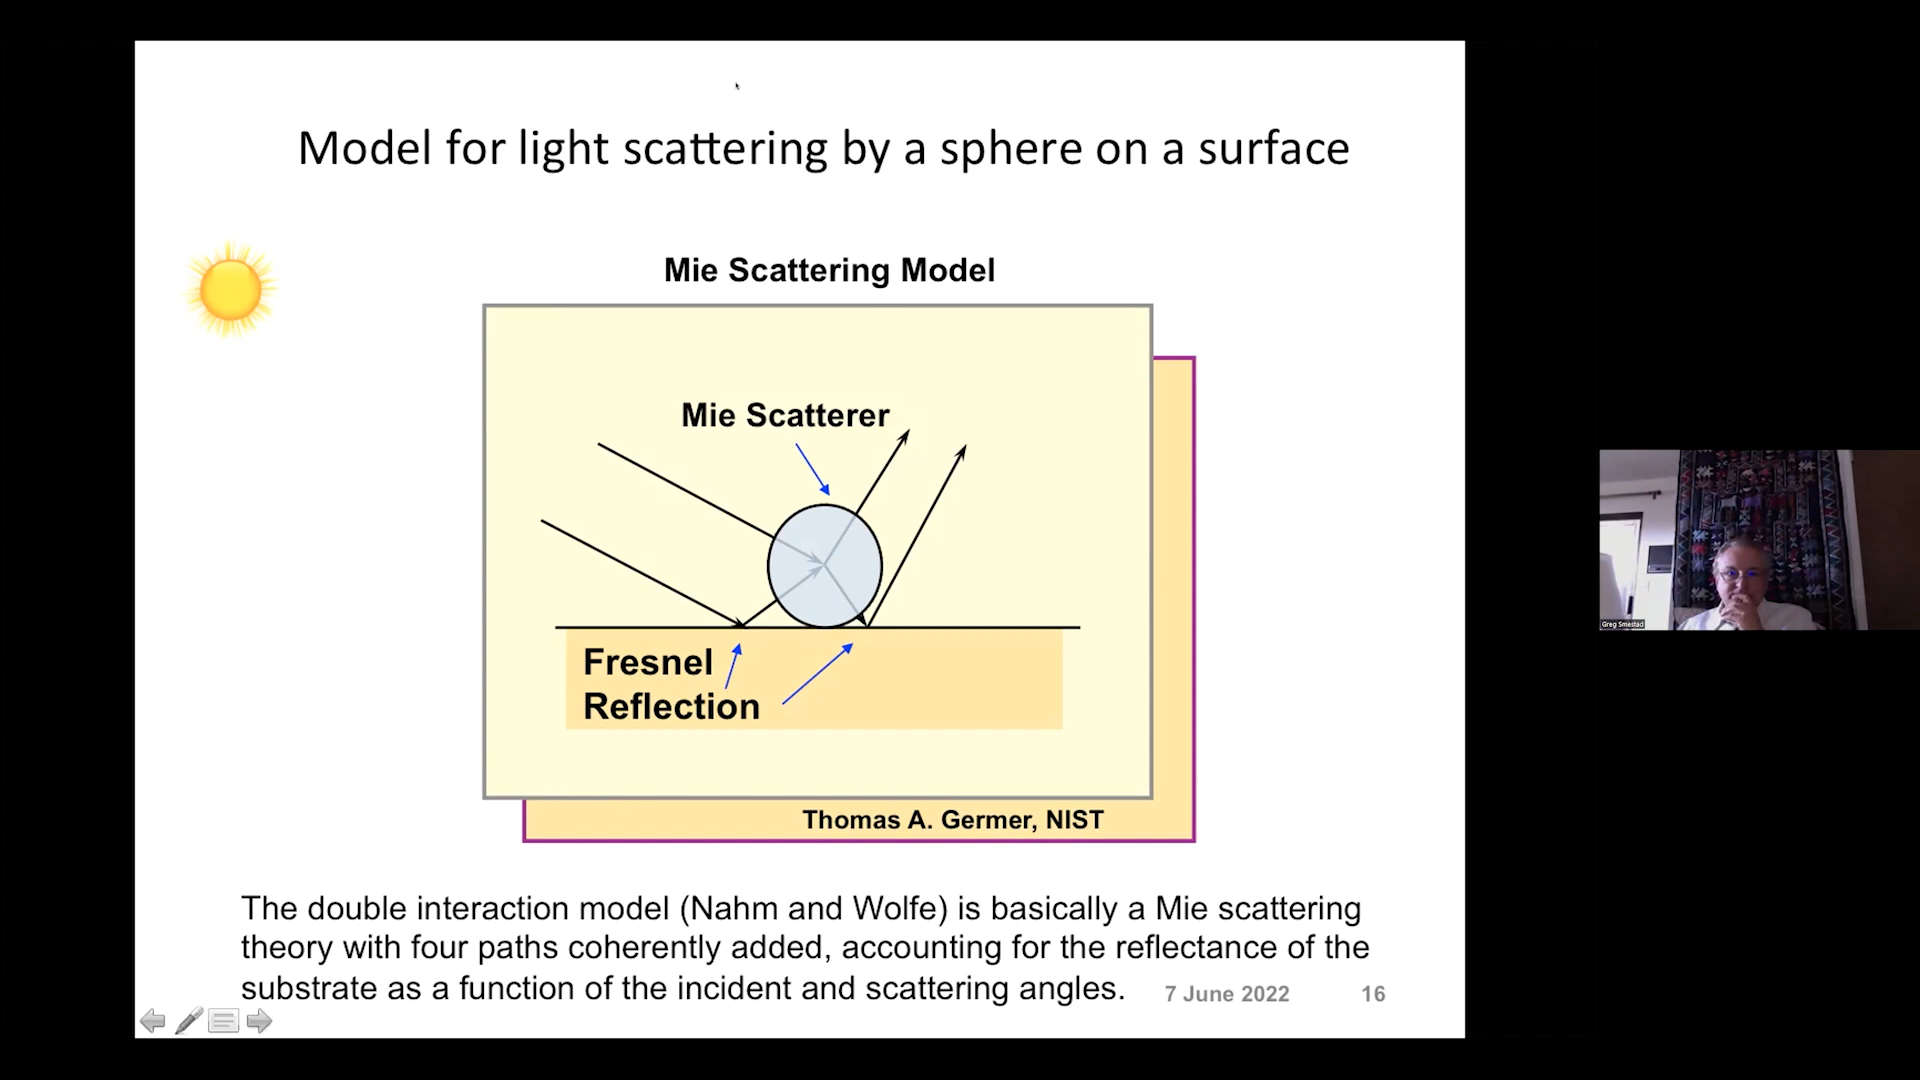 Model for light scattering by a sphere on a surface
Mie Scattering Model
Mie Scatterer
Fresnel
Reflection
Thomas A. Germer, NIST
The double interaction model (Nahm and Wolfe) is basically a Mie scattering
theory with four paths coherently added, accounting for the reflectance of the
substrate as a function of the incident and scattering angles.
7 June 2022
16
Greg Smestad